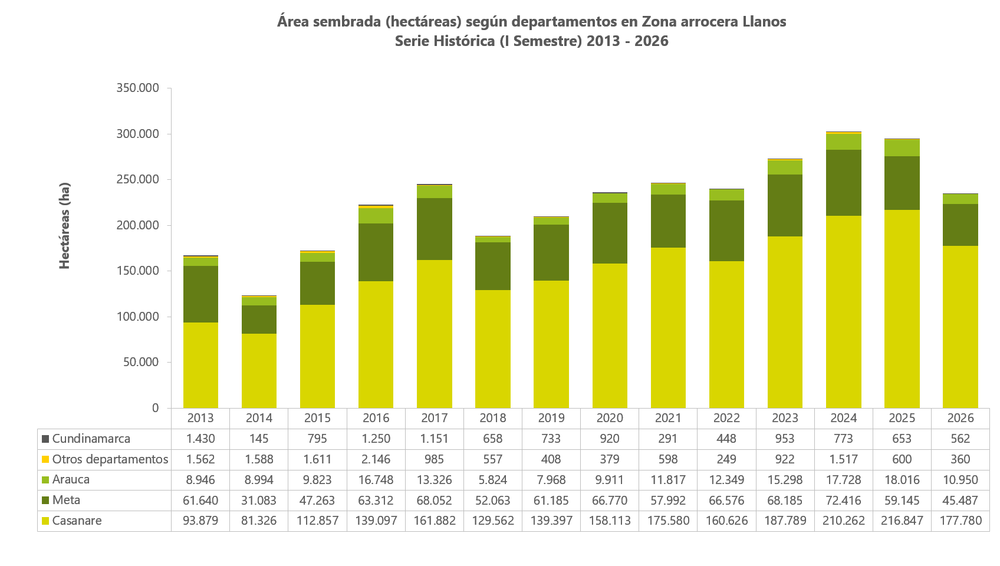 Área sembrada (hectáreas) según departamentos en Zona arrocera Llanos
Serie Histórica (I Semestre) 2013 - 2026
Hectáreas (ha)
350.000
300.000
250.000
200.000
150.000
100.000
50.000
0
2013 2014 2015 2016 2017 2018 2019 2020 2021 2022 2023 2024 2025 2026
Cundinamarca 1.430 145 795 1.250 1.151 658 733 920 291 448 953 773 653 562
Otros departamentos 1.562 1.588 1.611 2.146 985 557 408 379 598 249 922 1.517 600 360
Arauca 8.946 8.994 9.823 16.748 13.326 5.824 7.968 9.911 11.817 12.349 15.298 17.728 18.016 10.950
Meta 61.640 31.083 47.263 63.312 68.052 52.063 61.185 66.770 57.992 66.576 68.185 72.416 59.145 45.487
Casanare 93.879 81.326 112.857 139.097 161.882 129.562 139.397 158.113 175.580 160.626 187.789 210.262 216.847 177.780